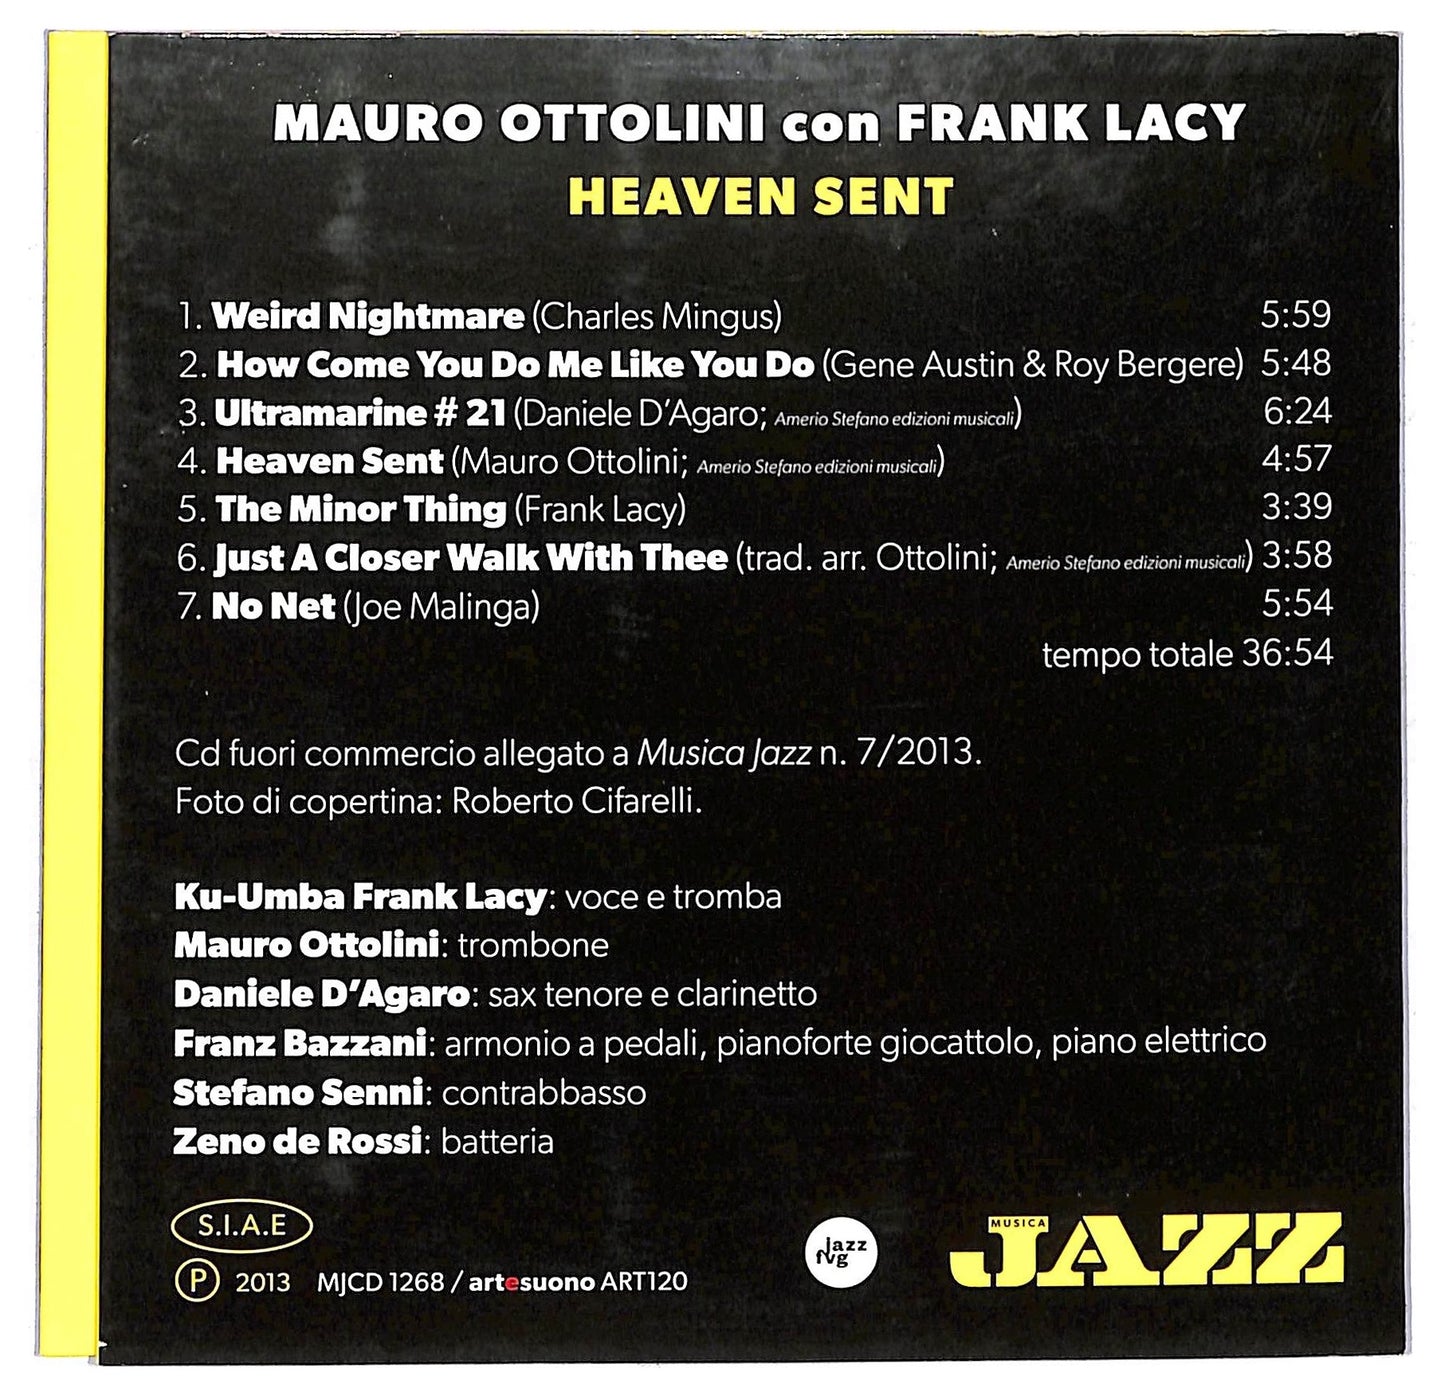 MAURO OTTOLINI con FRANK LACY
HEAVEN SENT
1. Weird Nightmare (Charles Mingus) 5:59
2. How Come You Do Me Like You Do (Gene Austin & Roy Bergere) 5:48
3. Ultramarine # 21 (Daniele D'Agaro; Amerio Stefano edizioni musicali) 6:24
4. Heaven Sent (Mauro Ottolini; Amerio Stefano edizioni musicali) 4:57
5. The Minor Thing (Frank Lacy) 3:39
6. Just A Closer Walk With Thee (trad. arr. Ottolini; Amerio Stefano edizioni musicali) 3:58
7. No Net (Joe Malinga) 5:54
tempo totale 36:54
Cd fuori commercio allegato a Musica Jazz n. 7/2013.
Foto di copertina: Roberto Cifarelli.
Ku-Umba Frank Lacy: voce e tromba
Mauro Ottolini: trombone
Daniele D'Agaro: sax tenore e clarinetto
Franz Bazzani: armonio a pedali, pianoforte giocattolo, piano elettrico
Stefano Senni: contrabbasso
Zeno de Rossi: batteria
S.I.A.E
P 2013 MJCD 1268 / artesuono ART120
jazz
fvg
MUSICA
JAZZ